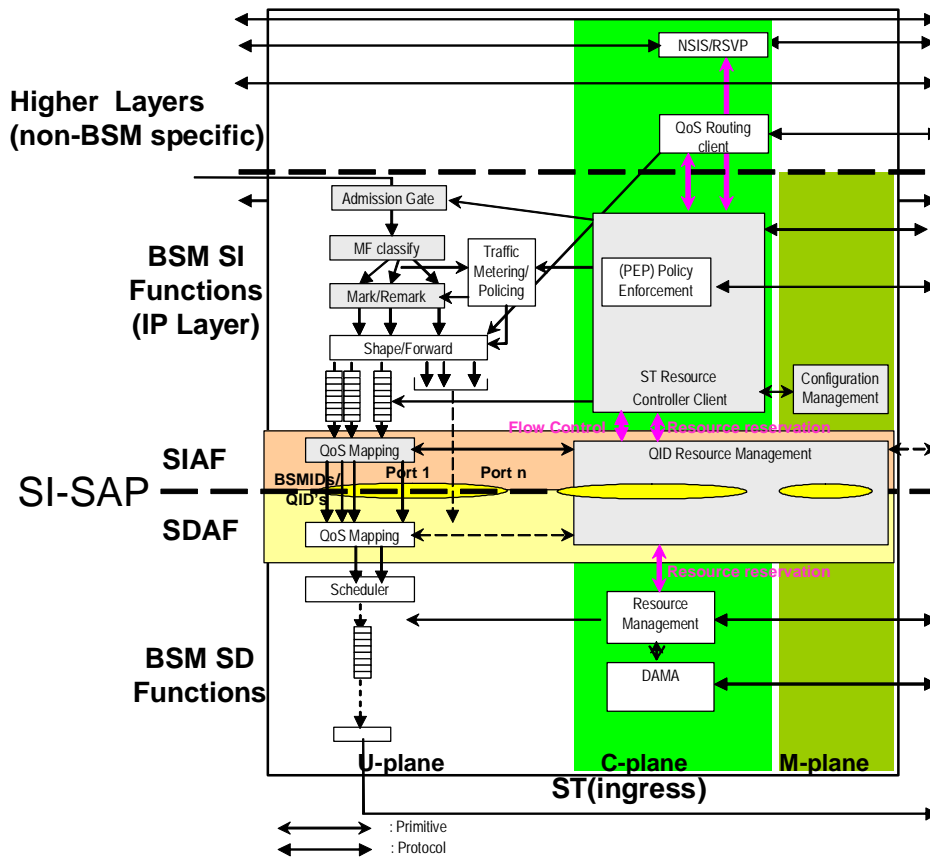 NSIS/RSVP
Higher Layers
(non-BSM specific)
QoS Routing
client
Admission Gate
MF classify
Traffic
Metering/
Policing
BSM SI
Functions
(IP Layer)
(PEP) Policy
Enforcement
Mark/Remark
Shape/Forward
ST Resource
Controller Client
Configuration
Management
Flow Control
Resource reservation
QoS Mapping
QID Resource Management
SIAF
BSMIDs/
QID's
Port 1
Port n
SI-SAP
SDAF
QoS Mapping
Resource reservation
Scheduler
Resource
Management
BSM SD
Functions
DAMA
U-plane
C-plane
M-plane
ST(ingress)
: Primitive
: Protocol